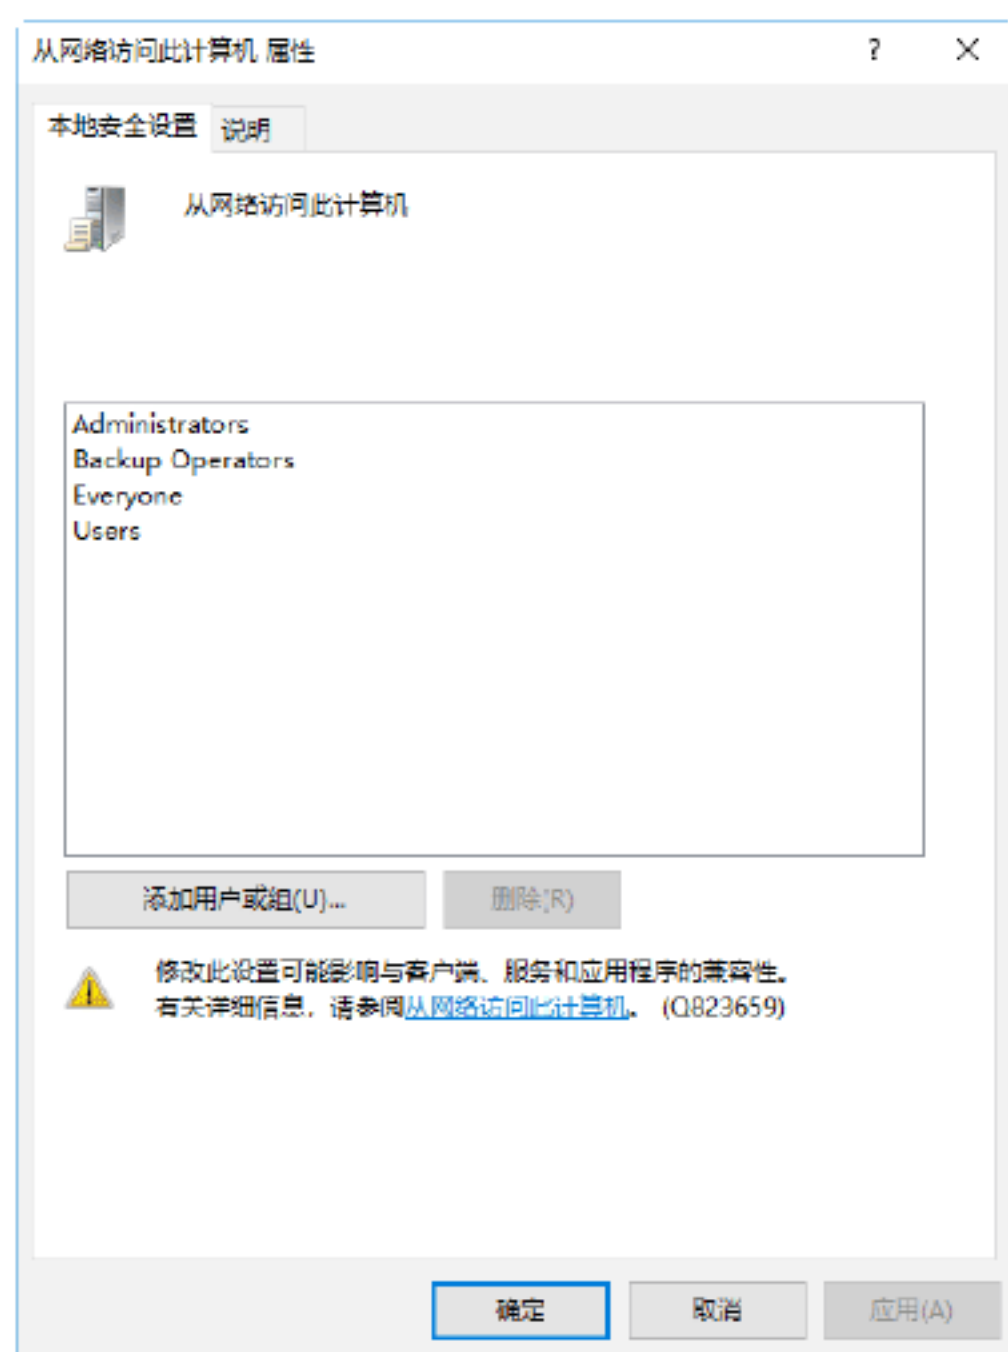 从网络访问此计算机 属性
?
本地安全设置 说明
从网络访问此计算机
Administrators
Backup Operators
Everyone
Users
添加用户或组(U)... 删除(R)
修改此设置可能影响与客户端、服务和应用程序的兼容性。
有关详细信息，请参阅从网络访问此计算机。 (Q823659)
确定 取消 应用(A)